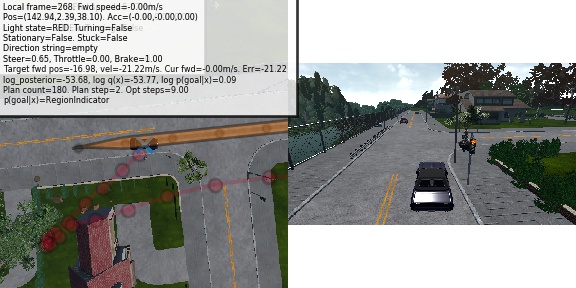 Local frame=268. Fwd speed=-0.00m/s
Pos=(142.94,2.39,38.10). Acc=(-0.00,-0.00,0.00)
Light state=RED. Turning=False
Stationary=False. Stuck=False
Direction string=empty
Steer=0.65, Throttle=0.00, Brake=1.00
Target fwd pos=-16.98, vel=-21.22m/s. Cur fwd=-0.00m/s. Err=-21.22
log_posterior=-53.68, log q(x)=-53.77, log p(goal|x)=0.09
Plan count=180. Plan step=2. Opt steps=9.00
p(goal|x)=RegionIndicator